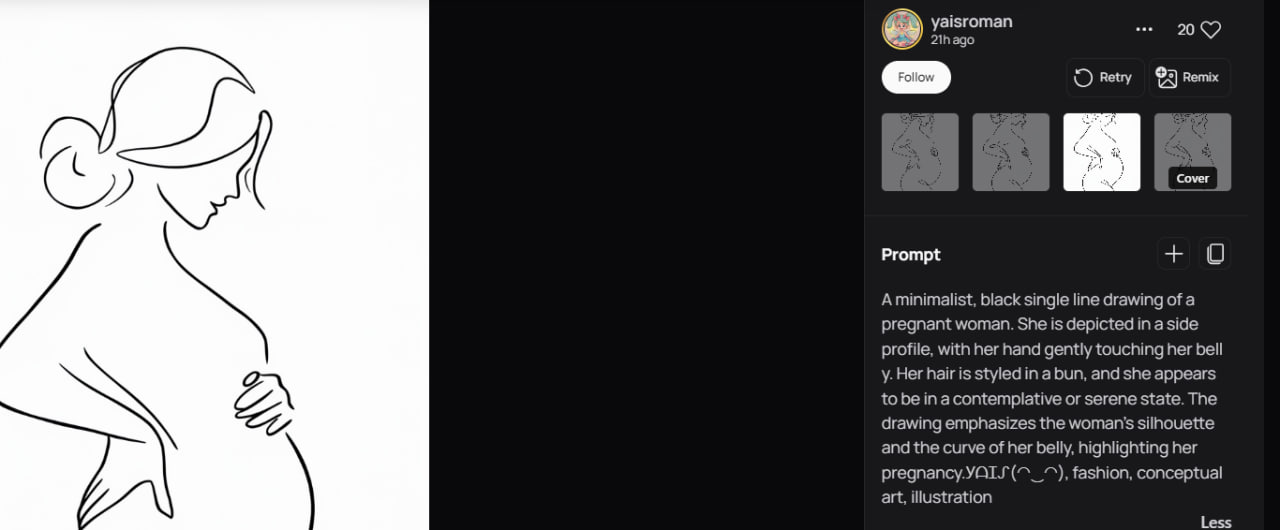 yaisroman
21h ago
20
Follow
Retry
Remix
Cover
Prompt
A minimalist, black single line drawing of a
pregnant woman. She is depicted in a side
profile, with her hand gently touching her bell
y. Her hair is styled in a bun, and she appears
to be in a contemplative or serene state. The
drawing emphasizes the woman's silhouette
and the curve of her belly, highlighting her
pregnancy.YᗩIᔑ(◠‿◠), fashion, conceptual
art, illustration
Less